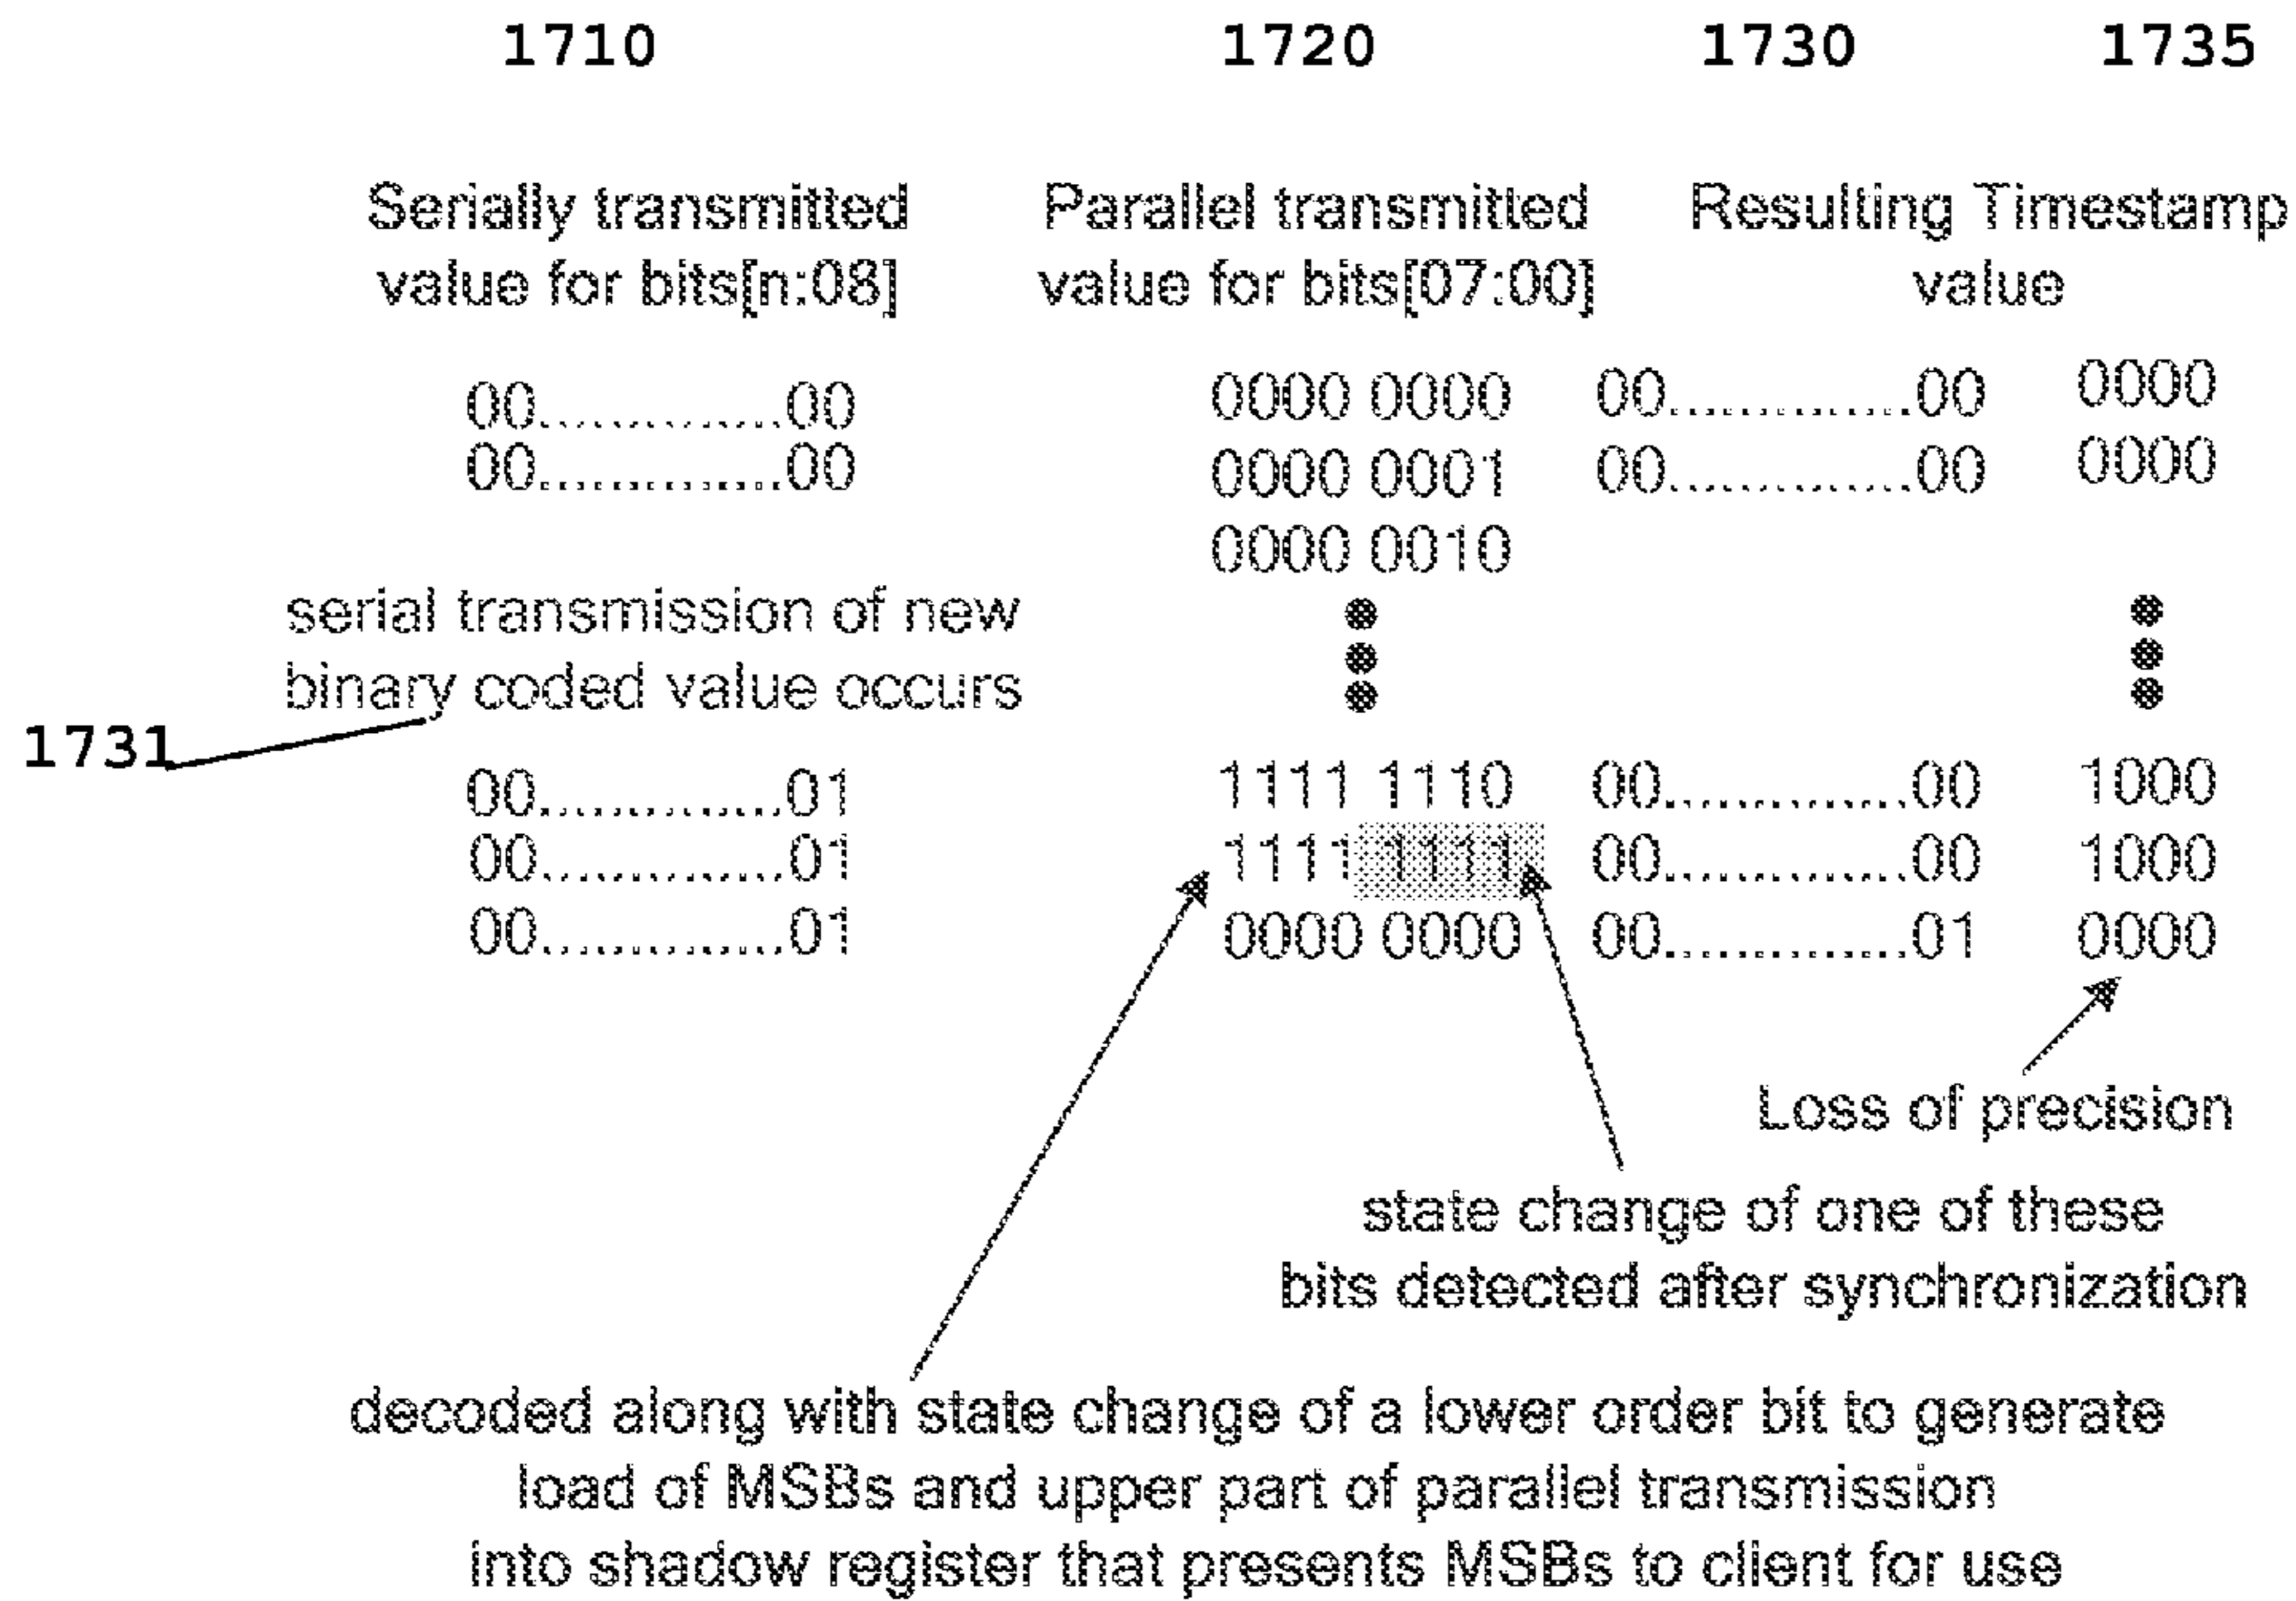 1710 1720 1730 1735
Serially transmitted Parallel transmitted Resulting Timestamp
value for bits[n:08] value for bits[07:00] value
00..............00 0000 0000 00..............00 0000
00..............00 0000 0001 00..............00 0000
0000 0010
serial transmission of new
binary coded value occurs
1731
00..............01 1111 1110 00..............00 1000
00..............01 1111 1111 00..............00 1000
00..............01 0000 0000 00..............01 0000
Loss of precision
state change of one of these
bits detected after synchronization
decoded along with state change of a lower order bit to generate
load of MSBs and upper part of parallel transmission
into shadow register that presents MSBs to client for use